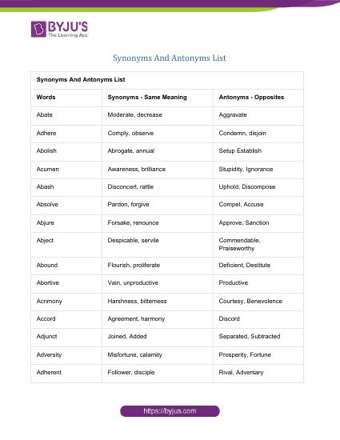 BYJU'S
The Learning App
Synonyms And Antonyms List
Synonyms And Antonyms List
Words Synonyms - Same Meaning Antonyms - Opposites
Abate Moderate, decrease Aggravate
Adhere Comply, observe Condemn, disjoin
Abolish Abrogate, annual Setup Establish
Acumen Awareness, brilliance Stupidity, Ignorance
Abash Disconcert, rattle Uphold, Discompose
Absolve Pardon, forgive Compel, Accuse
Abjure Forsake, renounce Approve, Sanction
Abject Despicable, servile Commendable,
Praiseworthy
Abound Flourish, proliferate Deficient, Destitute
Abortive Vain, unproductive Productive
Acrimony Harshness, bitterness Courtesy, Benevolence
Accord Agreement, harmony Discord
Adjunct Joined, Added Separated, Subtracted
Adversity Misfortune, calamity Prosperity, Fortune
Adherent Follower, disciple Rival, Adversary
https://byjus.com